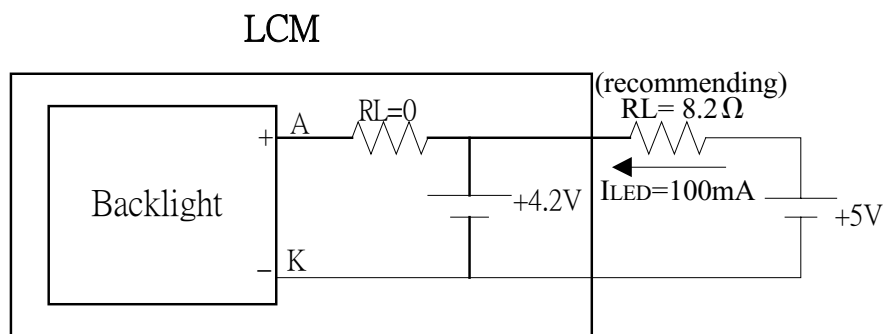 LCM
(recommending)
RL=0
RL= 8.2Ω
+ A
ILED=100mA
Backlight
+4.2V
+5V
− K